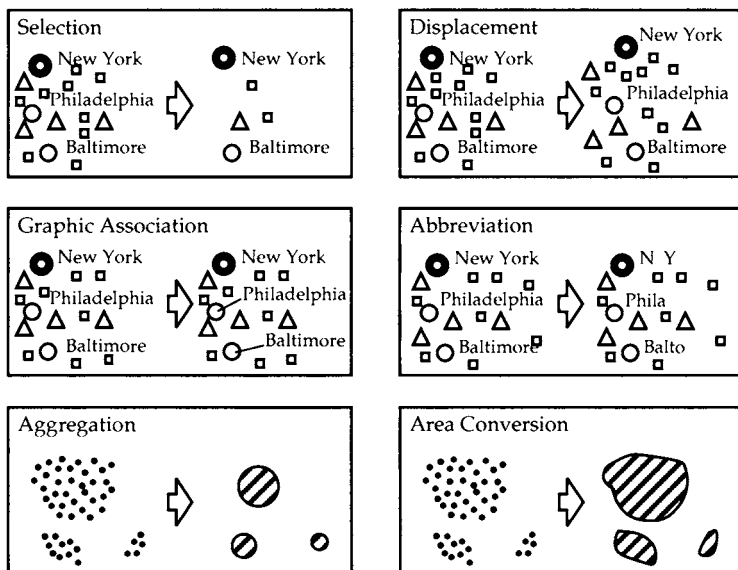 Selection
New York
Philadelphia
Baltimore
New York
Baltimore
Displacement
New York
Philadelphia
Baltimore
New York
Philadelphia
Baltimore
Graphic Association
New York
Philadelphia
Baltimore
New York
Philadelphia
Baltimore
Abbreviation
New York
Philadelphia
Baltimore
N Y
Phila
Balto
Aggregation
Area Conversion